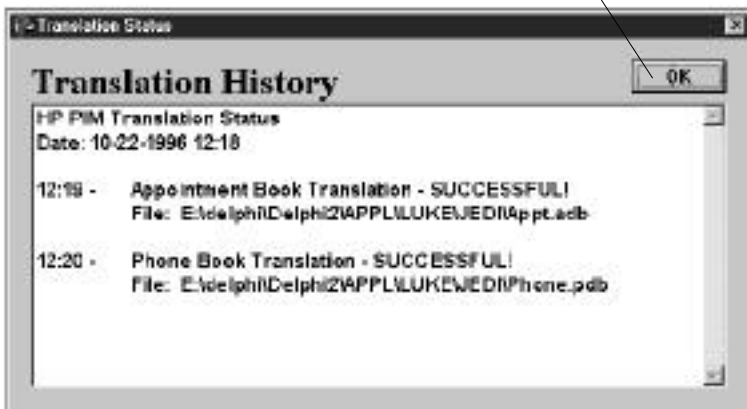 Translation Status
Translation History
OK
HP PIM Translation Status
Date: 10-22-1996 12:18
12:19 - Appointment Book Translation - SUCCESSFUL!
File: E:\delphi\Delphi2\APPL\LUKE\JEDI\Appt.adb
12:20 - Phone Book Translation - SUCCESSFUL!
File: E:\delphi\Delphi2\APPL\LUKE\JEDI\Phone.pdb